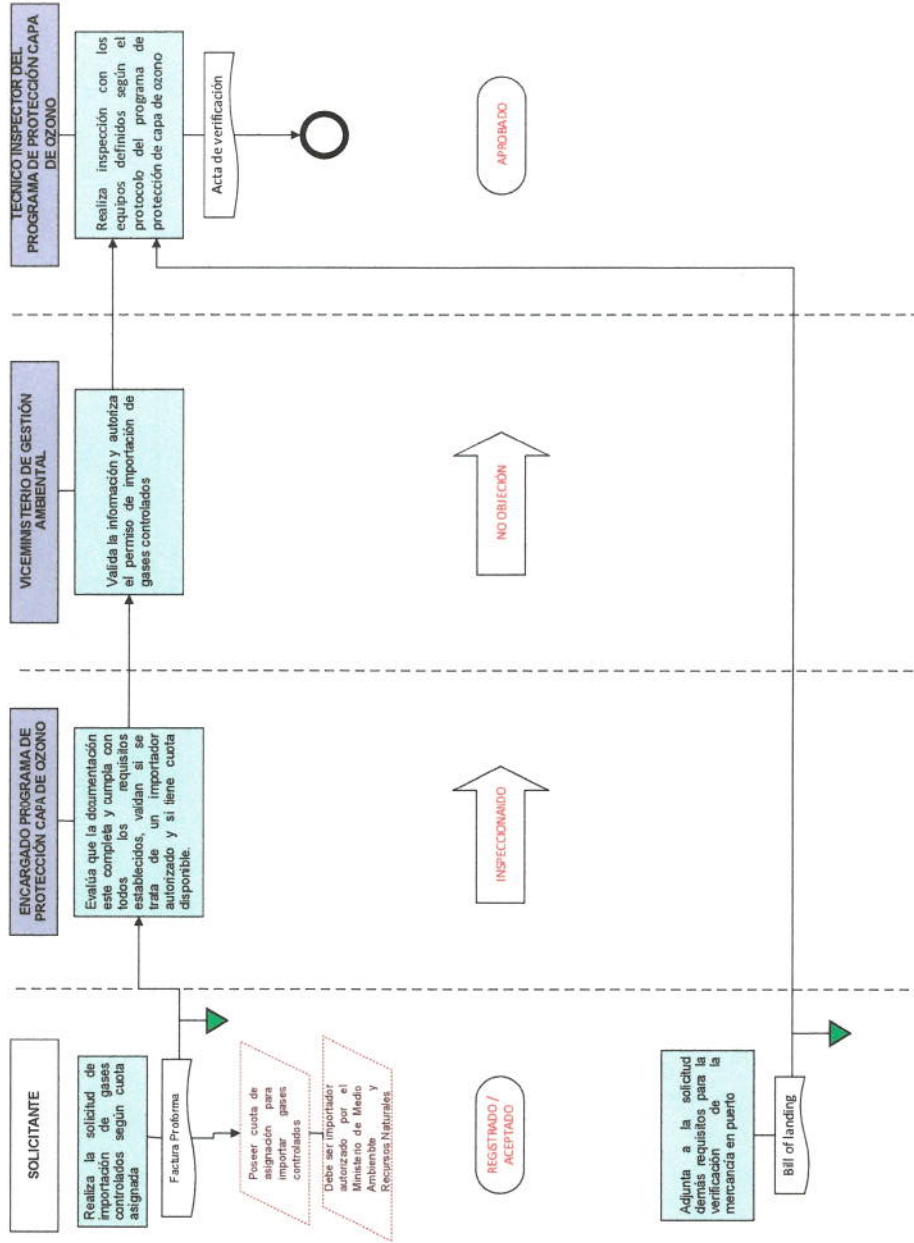 SOLICITANTE
Realiza la solicitud de
importación de gases
controlados según cuota
asignada
Factura Proforma
Poseer cuota de
asignación para
importar gases
controlados
Debe ser importador
autorizado por el
Ministerio de Medio
Ambiente y
Recursos Naturales
REGISTRADO /
ACEPTADO
Adjunta a la solicitud
demás requisitos para la
verificación de la
mercancía en puerto
Bill of landing
ENCARGADO PROGRAMA DE
PROTECCIÓN CAPA DE OZONO
Evalúa que la documentación
este completa y cumpla con
todos los requisitos
establecidos, validan si se
trata de un importador
autorizado y si tiene cuota
disponible.
INSPECCIONANDO
VICEMINISTERIO DE GESTIÓN
AMBIENTAL
Valida la información y autoriza
el permiso de importación de
gases controlados
NO OBJECIÓN
TECNICO INSPECTOR DEL
PROGRAMA DE PROTECCIÓN CAPA
DE OZONO
Realiza inspección con los
equipos definidos según el
protocolo del programa de
protección de capa de ozono
Acta de verificación
APROBADO